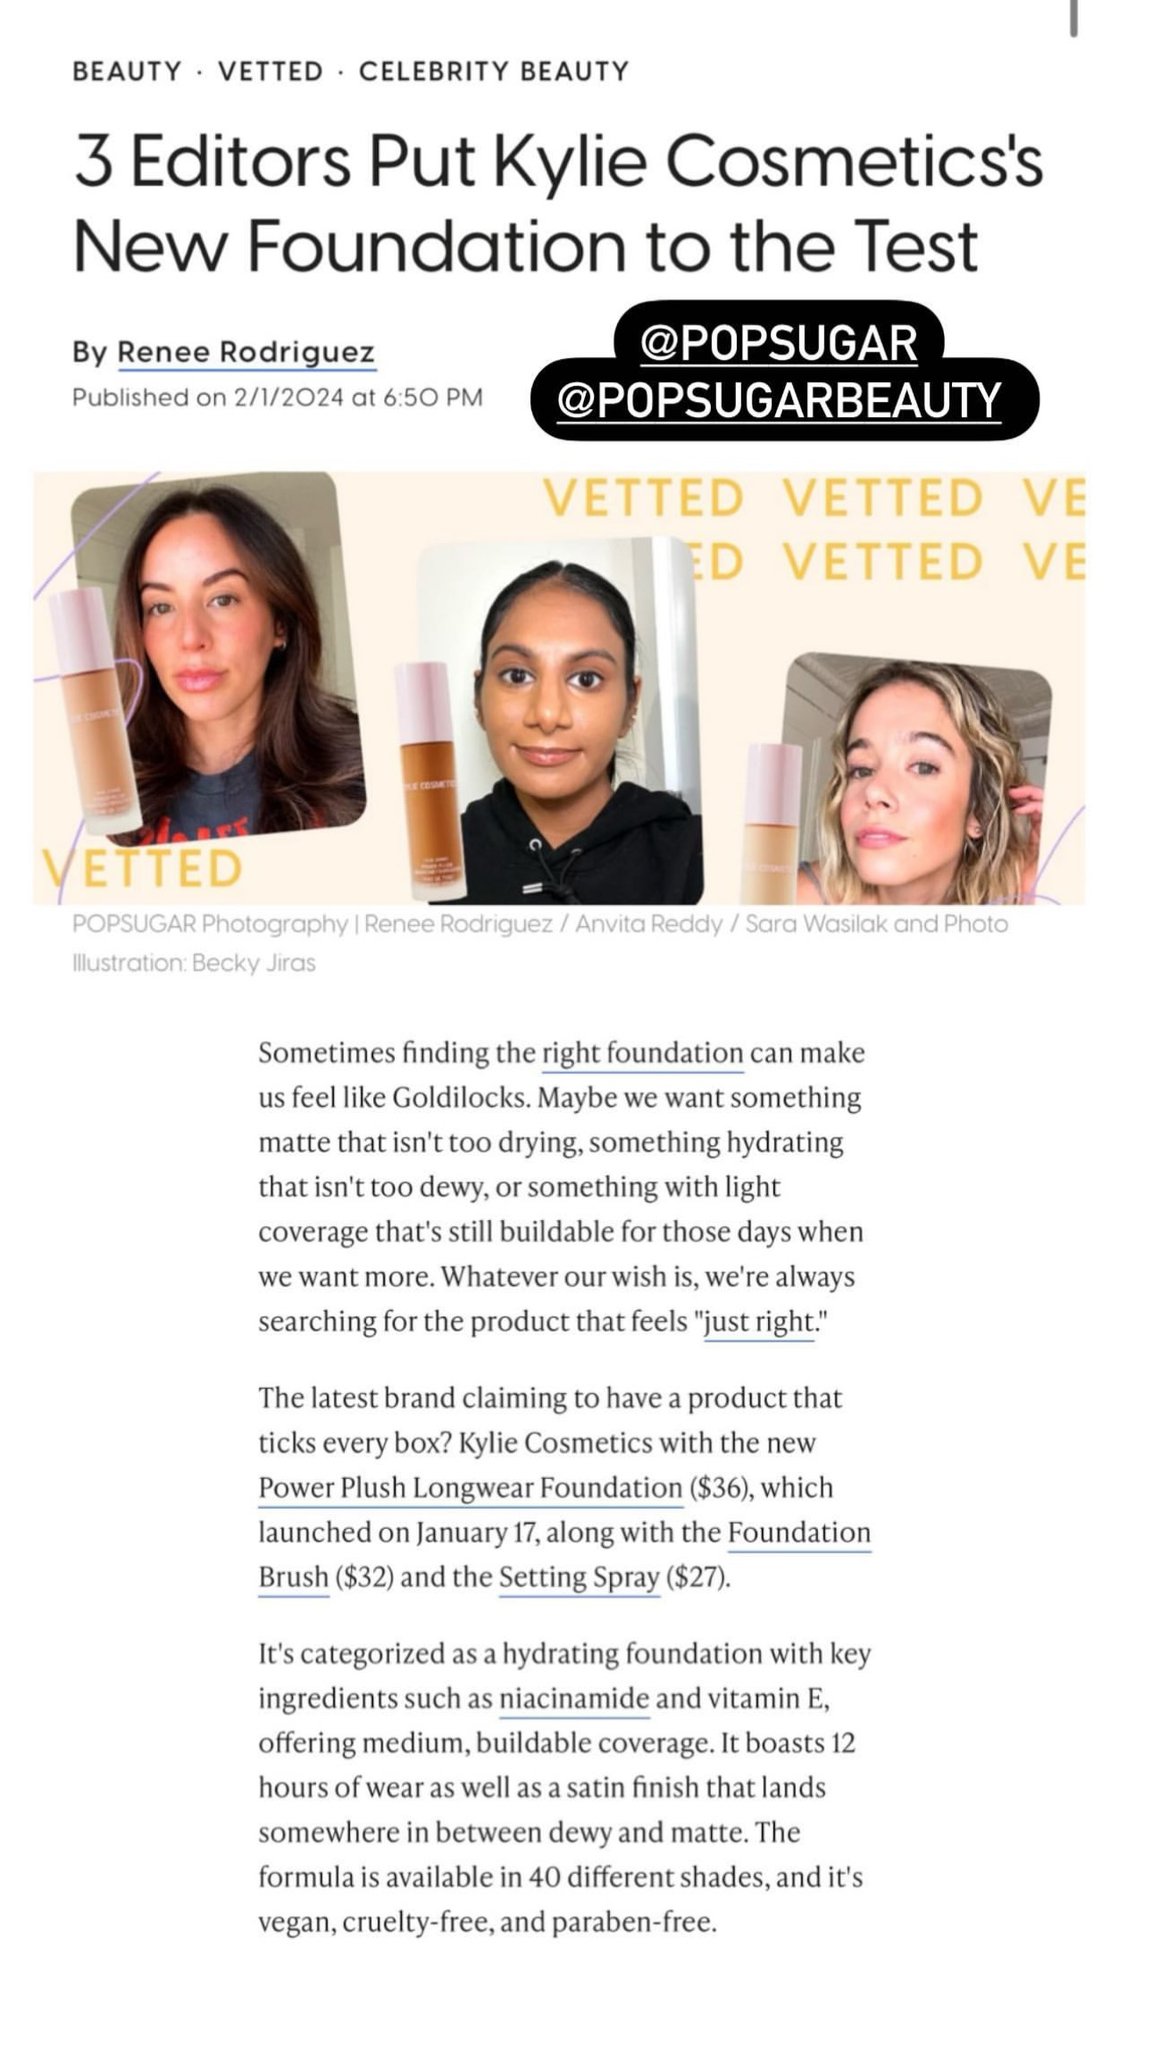 BEAUTY · VETTED · CELEBRITY BEAUTY
3 Editors Put Kylie Cosmetics's
New Foundation to the Test
By Renee Rodriguez
Published on 2/1/2024 at 6:50 PM
@POPSUGAR
@POPSUGARBEAUTY
VETTED VETTED VE
ED VETTED VE
VETTED
POPSUGAR Photography | Renee Rodriguez / Anvita Reddy / Sara Wasilak and Photo
Illustration: Becky Jiras
Sometimes finding the right foundation can make
us feel like Goldilocks. Maybe we want something
matte that isn't too drying, something hydrating
that isn't too dewy, or something with light
coverage that's still buildable for those days when
we want more. Whatever our wish is, we're always
searching for the product that feels "just right."
The latest brand claiming to have a product that
ticks every box? Kylie Cosmetics with the new
Power Plush Longwear Foundation ($36), which
launched on January 17, along with the Foundation
Brush ($32) and the Setting Spray ($27).
It's categorized as a hydrating foundation with key
ingredients such as niacinamide and vitamin E,
offering medium, buildable coverage. It boasts 12
hours of wear as well as a satin finish that lands
somewhere in between dewy and matte. The
formula is available in 40 different shades, and it's
vegan, cruelty-free, and paraben-free.